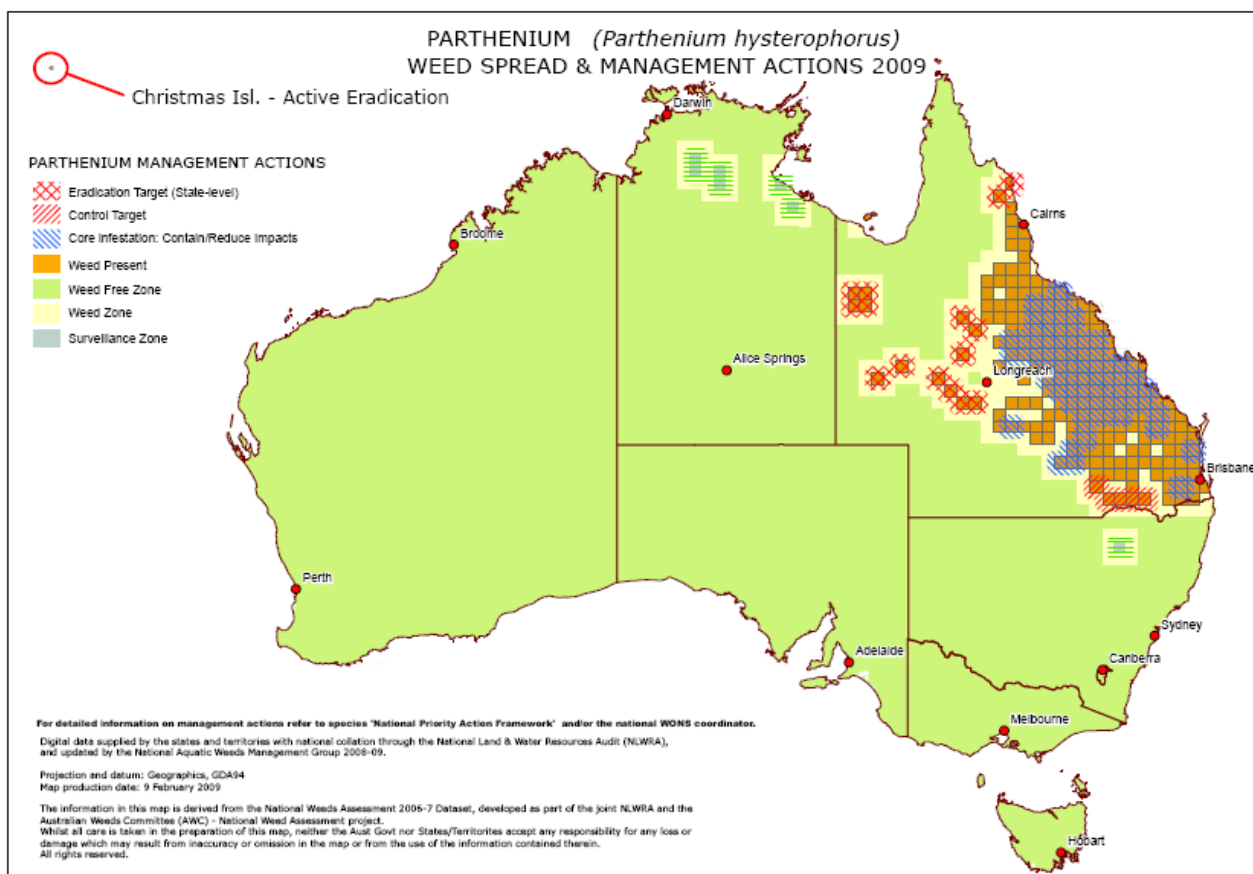 PARTHENIUM (Parthenium hysterophorus)
WEED SPREAD & MANAGEMENT ACTIONS 2009
Christmas Isl. - Active Eradication
PARTHENIUM MANAGEMENT ACTIONS
Eradication Target (State-level)
Control Target
Core Infestation: Contain/Reduce Impacts
Weed Present
Weed Free Zone
Weed Zone
Surveillance Zone
Darwin
Cairns
Broome
Alice Springs
Longreach
Brisbane
Perth
Sydney
Adelaide
Canberra
Melbourne
Hobart
For detailed information on management actions refer to species 'National Priority Action Framework' and/or the national WONS coordinator.
Digital data supplied by the states and territories with national collation through the National Land & Water Resources Audit (NLWRA),
and updated by the National Aquatic Weeds Management Group 2008-09.
Projection and datum: Geographics, GDA94
Map production date: 9 February 2009
The information in this map is derived from the National Weeds Assessment 2006-7 Dataset, developed as part of the joint NLWRA and the
Australian Weeds Committee (AWC) - National Weed Assessment project.
Whilst all care is taken in the preparation of this map, neither the Aust Govt nor States/Territorites accept any responsibility for any loss or
damage which may result from inaccuracy or omission in the map or from the use of the information contained therein.
All rights reserved.